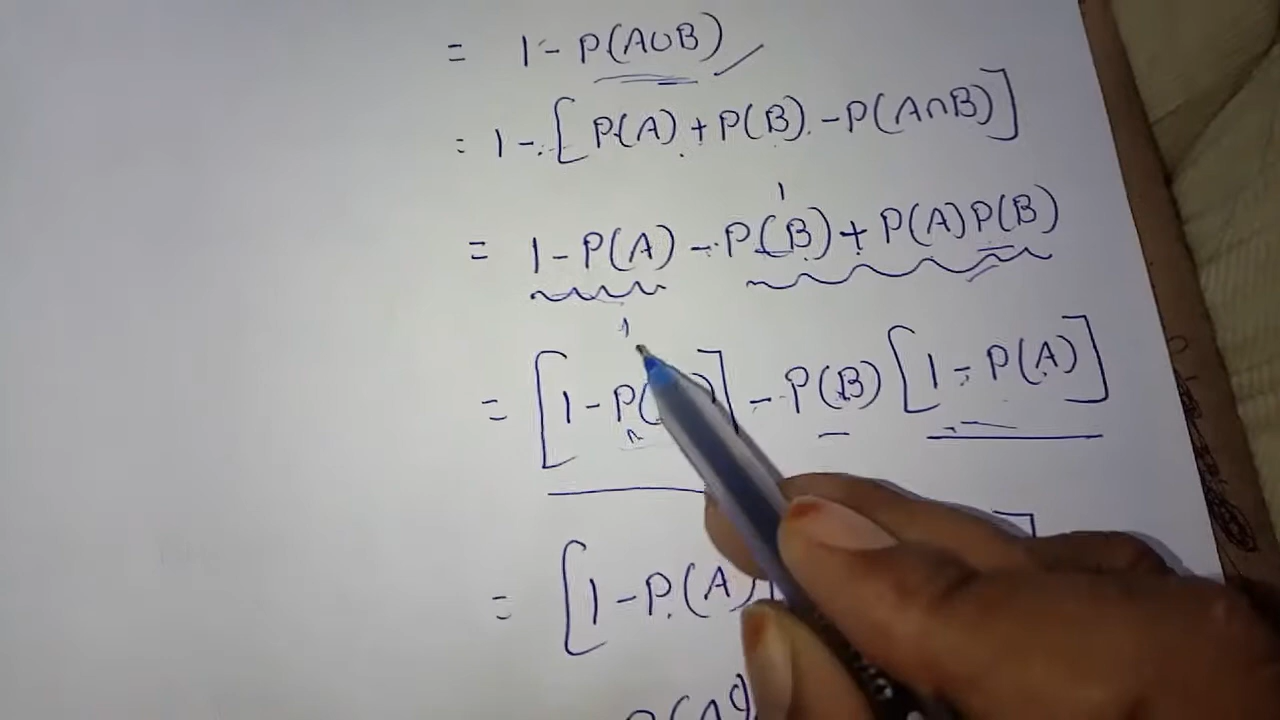 = 1 - P(A∪B)
= 1 - [P(A) + P(B) - P(A∩B)]
= 1 - P(A) - P(B) + P(A)P(B)
= [1 - P( )] - P(B) [1 - P(A)]
= [1 - P(A)